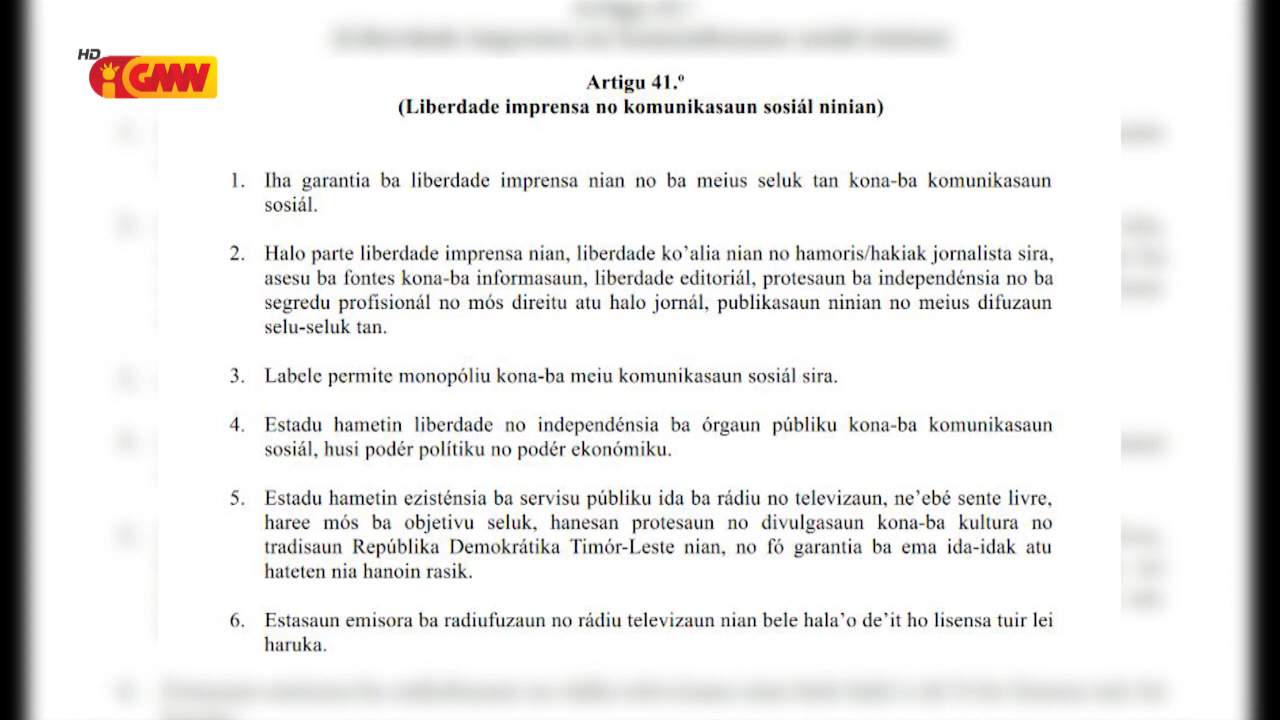 HD
GMW
Artigu 41.º
(Liberdade imprensa no komunikasaun sosiál ninian)
1. Iha garantia ba liberdade imprensa nian no ba meius seluk tan kona-ba komunikasaun
sosiál.
2. Halo parte liberdade imprensa nian, liberdade ko’alia nian no hamoris/hakiak jornalista sira,
asesu ba fontes kona-ba informasaun, liberdade editoriál, protesaun ba independénsia no ba
segredu profisionál no mós direitu atu halo jornál, publikasaun ninian no meius difuzaun
selu-seluk tan.
3. Labele permite monopóliu kona-ba meiu komunikasaun sosiál sira.
4. Estadu hametin liberdade no independénsia ba órgaun públiku kona-ba komunikasaun
sosiál, husi podér polítiku no podér ekonómiku.
5. Estadu hametin ezisténsia ba servisu públiku ida ba rádiu no televizaun, ne’ebé sente livre,
haree mós ba objetivu seluk, hanesan protesaun no divulgasaun kona-ba kultura no
tradisaun Repúblika Demokrátika Timór-Leste nian, no fó garantia ba ema ida-idak atu
hateten nia hanoin rasik.
6. Estasaun emisora ba radiufuzaun no rádiu televizaun nian bele hala’o de’it ho lisensa tuir lei
haruka.